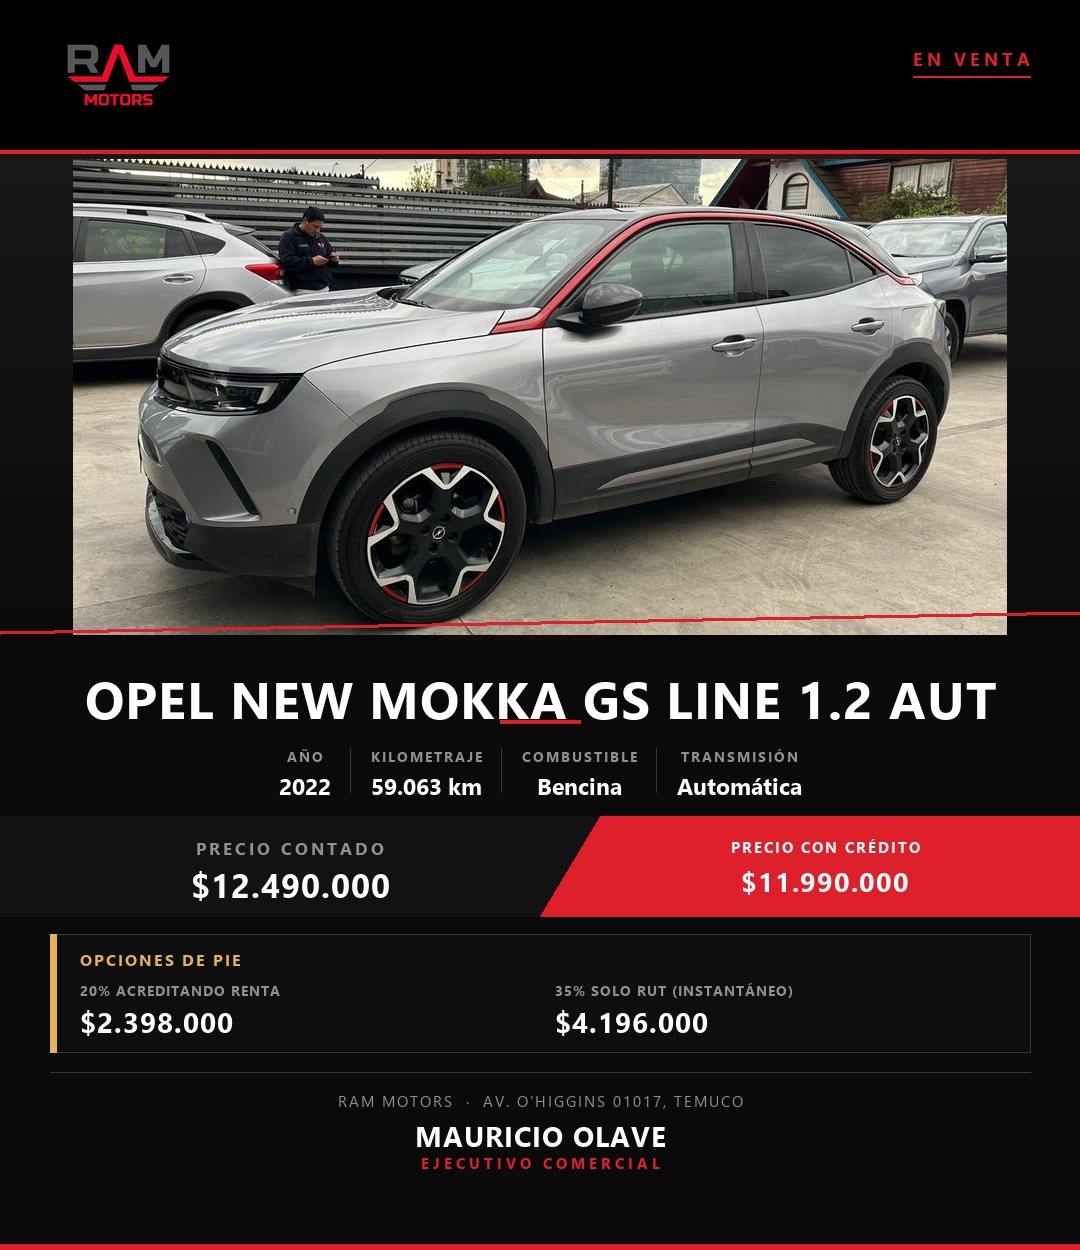 RAM
MOTORS
EN VENTA
OPEL NEW MOKKA GS LINE 1.2 AUT
AÑO KILOMETRAJE COMBUSTIBLE TRANSMISIÓN
2022 59.063 km Bencina Automática
PRECIO CONTADO PRECIO CON CRÉDITO
$12.490.000 $11.990.000
OPCIONES DE PIE
20% ACREDITANDO RENTA 35% SOLO RUT (INSTANTÁNEO)
$2.398.000 $4.196.000
RAM MOTORS · AV. O'HIGGINS 01017, TEMUCO
MAURICIO OLAVE
EJECUTIVO COMERCIAL